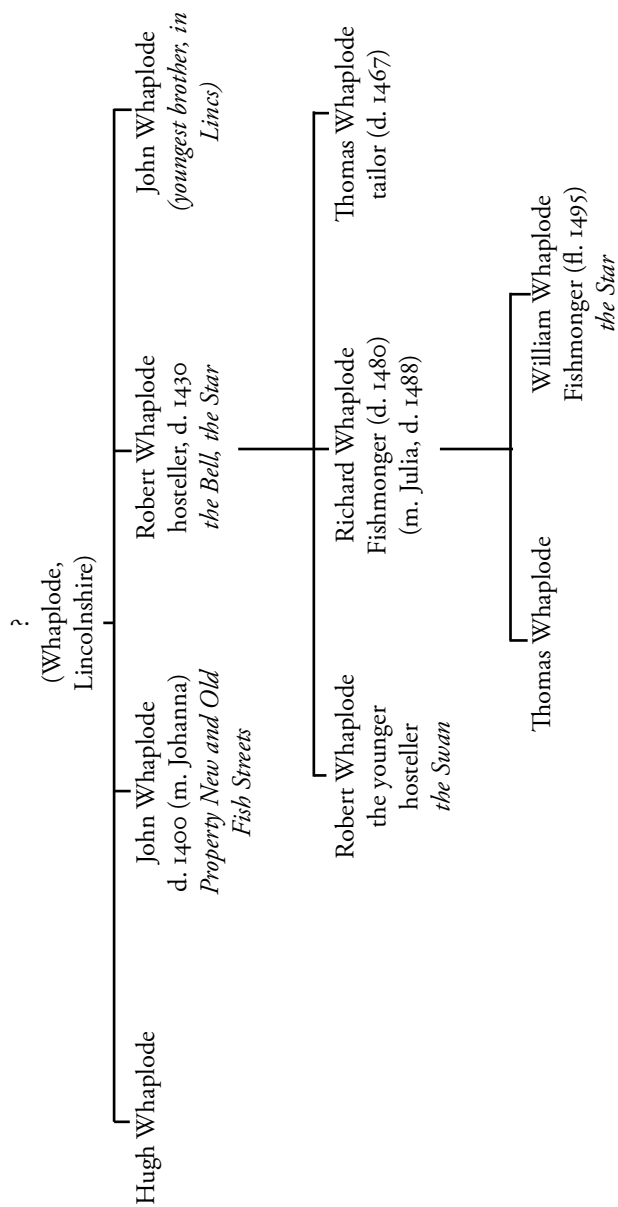 ?
(Whaplode,
Lincolnshire)
Hugh Whaplode
John Whaplode
d. 1400 (m. Johanna)
Property New and Old
Fish Streets
Robert Whaplode
hosteller, d. 1430
the Bell, the Star
John Whaplode
(youngest brother, in
Lincs)
Robert Whaplode
the younger
hosteller
the Swan
Richard Whaplode
Fishmonger (d. 1480)
(m. Julia, d. 1488)
Thomas Whaplode
tailor (d. 1467)
Thomas Whaplode
William Whaplode
Fishmonger (fl. 1495)
the Star